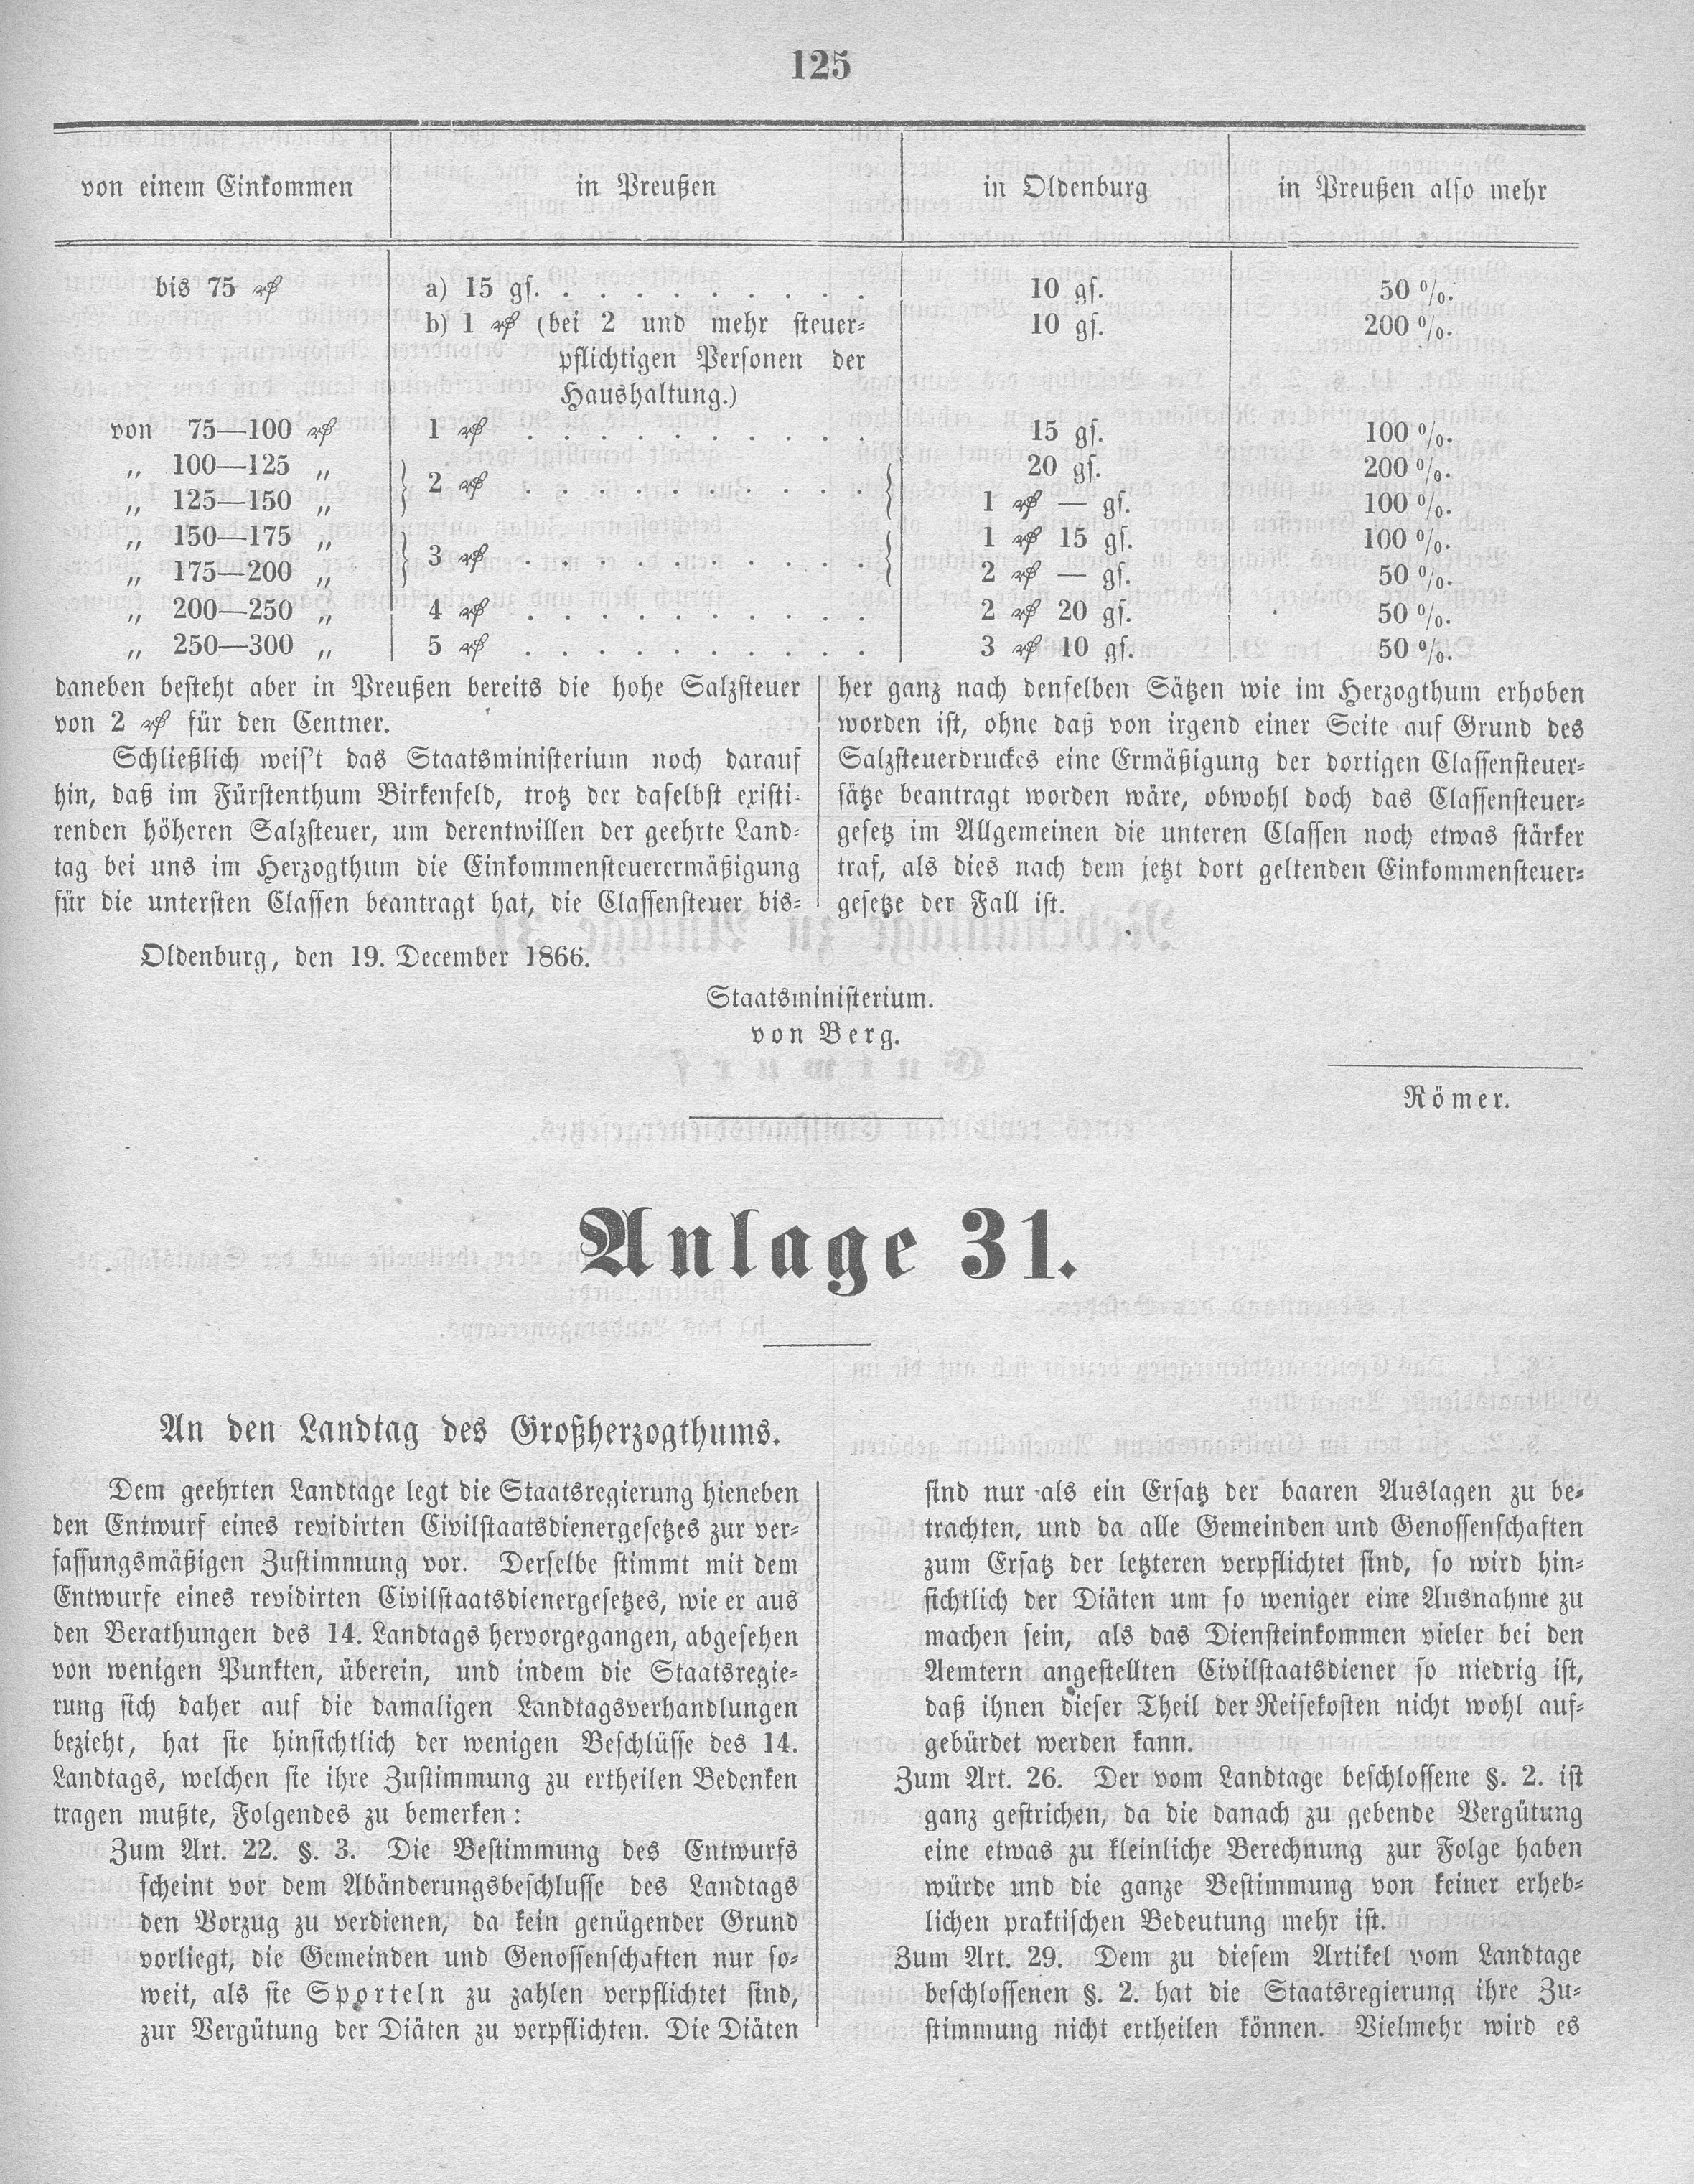 125
von einem Einkommen in Preußen in Oldenburg in Preußen also mehr
bis 75 ₰ a) 15 gſ. . . . . . . . . . 10 gſ. 50 %.
b) 1 ₰ (bei 2 und mehr ſteuer- 10 gſ. 200 %.
pflichtigen Perſonen der
Haushaltung.)
von 75—100 ₰ 1 ₰ . . . . . . . . . . 15 gſ. 100 %.
„ 100—125 „ 20 gſ. 200 %.
2 ₰ . . . . . . . . . .
„ 125—150 „ 1 ₰ — gſ. 100 %.
„ 150—175 „ 1 ₰ 15 gſ. 100 %.
3 ₰ . . . . . . . . . .
„ 175—200 „ 2 ₰ — gſ. 50 %.
„ 200—250 „ 4 ₰ . . . . . . . . . . 2 ₰ 20 gſ. 50 %.
„ 250—300 „ 5 ₰ . . . . . . . . . . 3 ₰ 10 gſ. 50 %.
daneben beſteht aber in Preußen bereits die hohe Salzſteuer
von 2 ₰ für den Centner.
Schließlich weiſ't das Staatsminiſterium noch darauf
hin, daß im Fürſtenthum Birkenfeld, trotz der daſelbſt exiſti-
renden höheren Salzſteuer, um derentwillen der geehrte Land-
tag bei uns im Herzogthum die Einkommenſteuerermäßigung
für die unterſten Claſſen beantragt hat, die Claſſenſteuer bis-
her ganz nach denſelben Sätzen wie im Herzogthum erhoben
worden iſt, ohne daß von irgend einer Seite auf Grund des
Salzſteuerdruckes eine Ermäßigung der dortigen Claſſenſteuer-
ſätze beantragt worden wäre, obwohl doch das Claſſenſteuer-
geſetz im Allgemeinen die unteren Claſſen noch etwas ſtärker
traf, als dies nach dem jetzt dort geltenden Einkommenſteuer-
geſetze der Fall iſt.
Oldenburg, den 19. December 1866.
Staatsminiſterium.
von Berg.
Römer.
Anlage 31.
An den Landtag des Großherzogthums.
Dem geehrten Landtage legt die Staatsregierung hieneben
den Entwurf eines revidirten Civilſtaatsdienergeſetzes zur ver-
faſſungsmäßigen Zuſtimmung vor. Derſelbe ſtimmt mit dem
Entwurfe eines revidirten Civilſtaatsdienergeſetzes, wie er aus
den Berathungen des 14. Landtags hervorgegangen, abgeſehen
von wenigen Punkten, überein, und indem die Staatsregie-
rung ſich daher auf die damaligen Landtagsverhandlungen
bezieht, hat ſie hinſichtlich der wenigen Beſchlüſſe des 14.
Landtags, welchen ſie ihre Zuſtimmung zu ertheilen Bedenken
tragen mußte, Folgendes zu bemerken:
Zum Art. 22. §. 3. Die Beſtimmung des Entwurfs
ſcheint vor dem Abänderungsbeſchluſſe des Landtags
den Vorzug zu verdienen, da kein genügender Grund
vorliegt, die Gemeinden und Genoſſenſchaften nur ſo-
weit, als ſie Sporteln zu zahlen verpflichtet ſind,
zur Vergütung der Diäten zu verpflichten. Die Diäten
ſind nur als ein Erſatz der baaren Auslagen zu be-
trachten, und da alle Gemeinden und Genoſſenſchaften
zum Erſatz der letzteren verpflichtet ſind, ſo wird hin-
ſichtlich der Diäten um ſo weniger eine Ausnahme zu
machen ſein, als das Dienſteinkommen vieler bei den
Aemtern angeſtellten Civilſtaatsdiener ſo niedrig iſt,
daß ihnen dieſer Theil der Reiſekoſten nicht wohl auf-
gebürdet werden kann.
Zum Art. 26. Der vom Landtage beſchloſſene §. 2. iſt
ganz geſtrichen, da die danach zu gebende Vergütung
eine etwas zu kleinliche Berechnung zur Folge haben
würde und die ganze Beſtimmung von keiner erheb-
lichen praktiſchen Bedeutung mehr iſt.
Zum Art. 29. Dem zu dieſem Artikel vom Landtage
beſchloſſenen §. 2. hat die Staatsregierung ihre Zu-
ſtimmung nicht ertheilen können. Vielmehr wird es